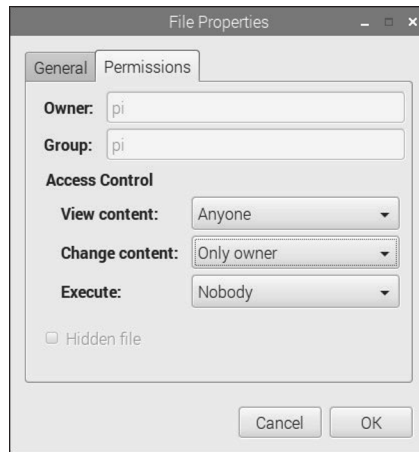 File Properties
General Permissions
Owner: pi
Group: pi
Access Control
View content: Anyone
Change content: Only owner
Execute: Nobody
Hidden file
Cancel OK